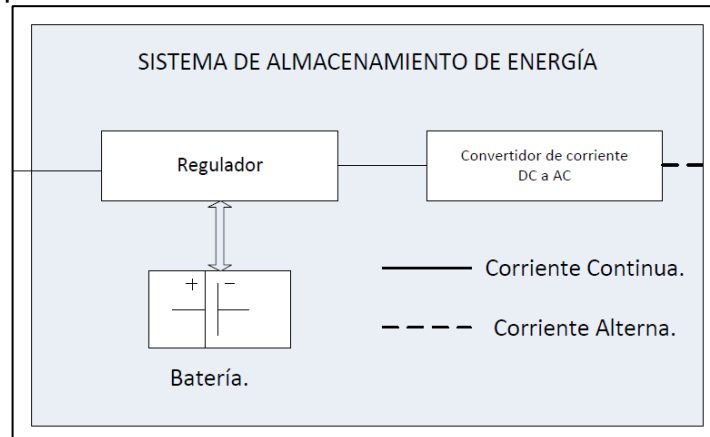 SISTEMA DE ALMACENAMIENTO DE ENERGÍA
Regulador
Convertidor de corriente
DC a AC
+ -
Corriente Continua.
Corriente Alterna.
Batería.